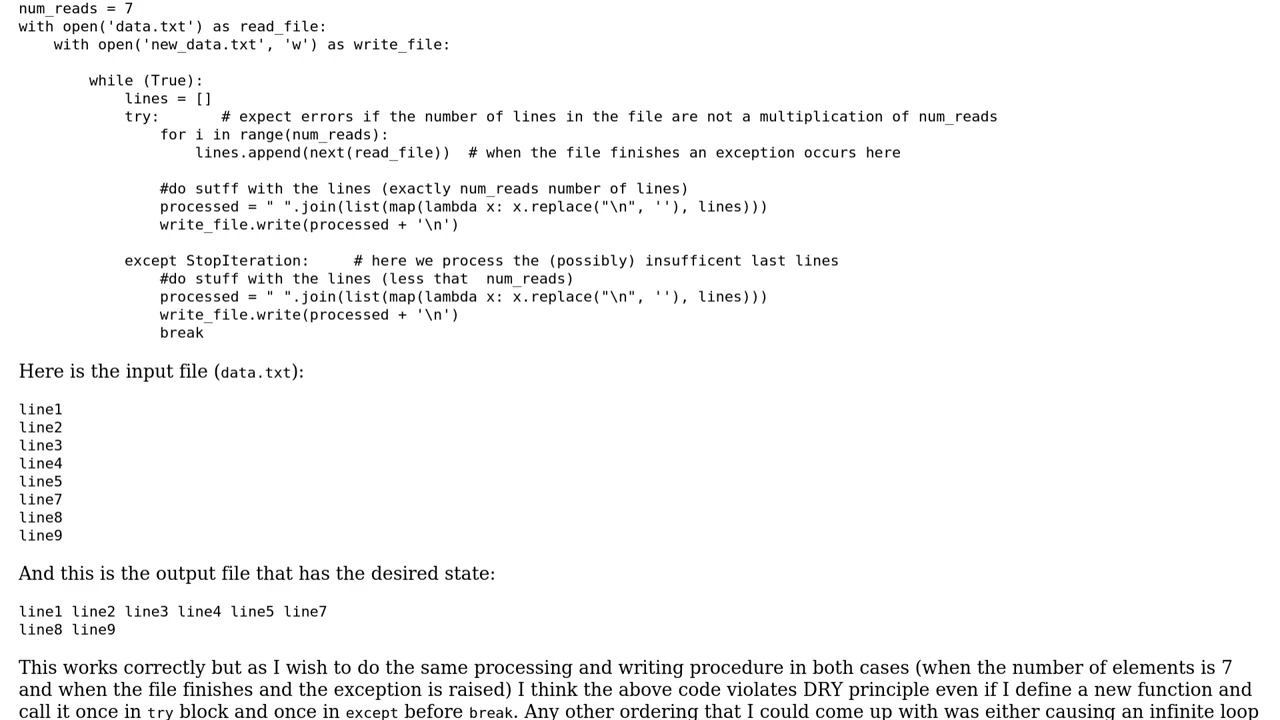 num_reads = 7
with open('data.txt') as read_file:
    with open('new_data.txt', 'w') as write_file:

        while (True):
            lines = []
            try:       # expect errors if the number of lines in the file are not a multiplication of num_reads
                for i in range(num_reads):
                    lines.append(next(read_file))  # when the file finishes an exception occurs here

                #do sutff with the lines (exactly num_reads number of lines)
                processed = " ".join(list(map(lambda x: x.replace("\n", ''), lines)))
                write_file.write(processed + '\n')

            except StopIteration:     # here we process the (possibly) insufficent last lines
                #do stuff with the lines (less that  num_reads)
                processed = " ".join(list(map(lambda x: x.replace("\n", ''), lines)))
                write_file.write(processed + '\n')
                break

Here is the input file (data.txt):

line1
line2
line3
line4
line5
line7
line8
line9

And this is the output file that has the desired state:

line1 line2 line3 line4 line5 line7
line8 line9

This works correctly but as I wish to do the same processing and writing procedure in both cases (when the number of elements is 7
and when the file finishes and the exception is raised) I think the above code violates DRY principle even if I define a new function and
call it once in try block and once in except before break. Any other ordering that I could come up with was either causing an infinite loop